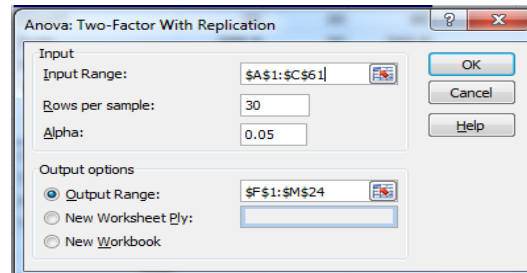 Anova: Two-Factor With Replication
Input
Input Range: $A$1:$C$61
Rows per sample: 30
Alpha: 0.05
OK
Cancel
Help
Output options
Output Range: $F$1:$M$24
New Worksheet Ply:
New Workbook